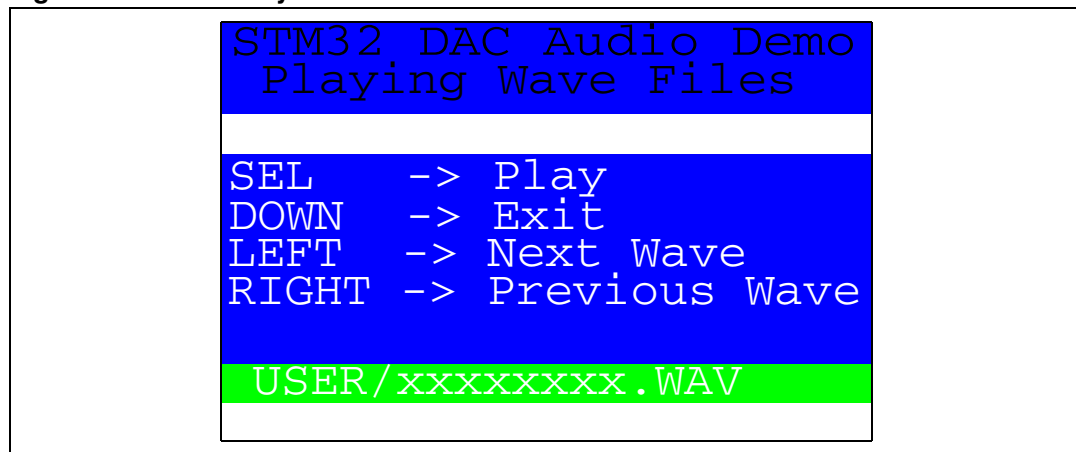 STM32 DAC Audio Demo
Playing Wave Files
SEL -> Play
DOWN -> Exit
LEFT -> Next Wave
RIGHT -> Previous Wave
USER/xxxxxxxx.WAV